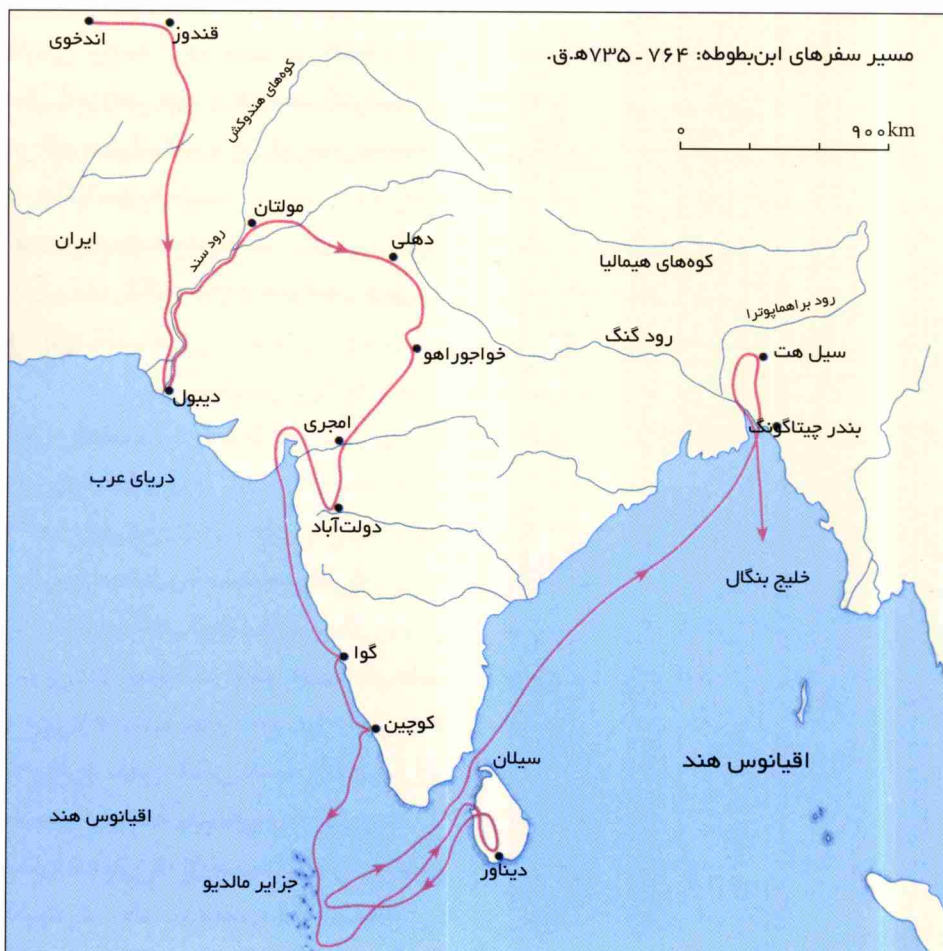 مسیر سفرهای ابن‌بطوطه: ۷۶۴ - ۷۳۵ه‍.ق.
۰ ۹۰۰km
اندخوی
قندوز
کوه‌های هندوکش
مولتان
رود سند
ایران
دهلی
کوه‌های هیمالیا
رود براهماپوترا
رود گنگ
خواجوراهو
سیل هت
دیبول
امجری
بندر چیتاگونگ
دریای عرب
دولت‌آباد
خلیج بنگال
گوا
کوچین
سیلان
اقیانوس هند
اقیانوس هند
جزایر مالدیو
دیناور